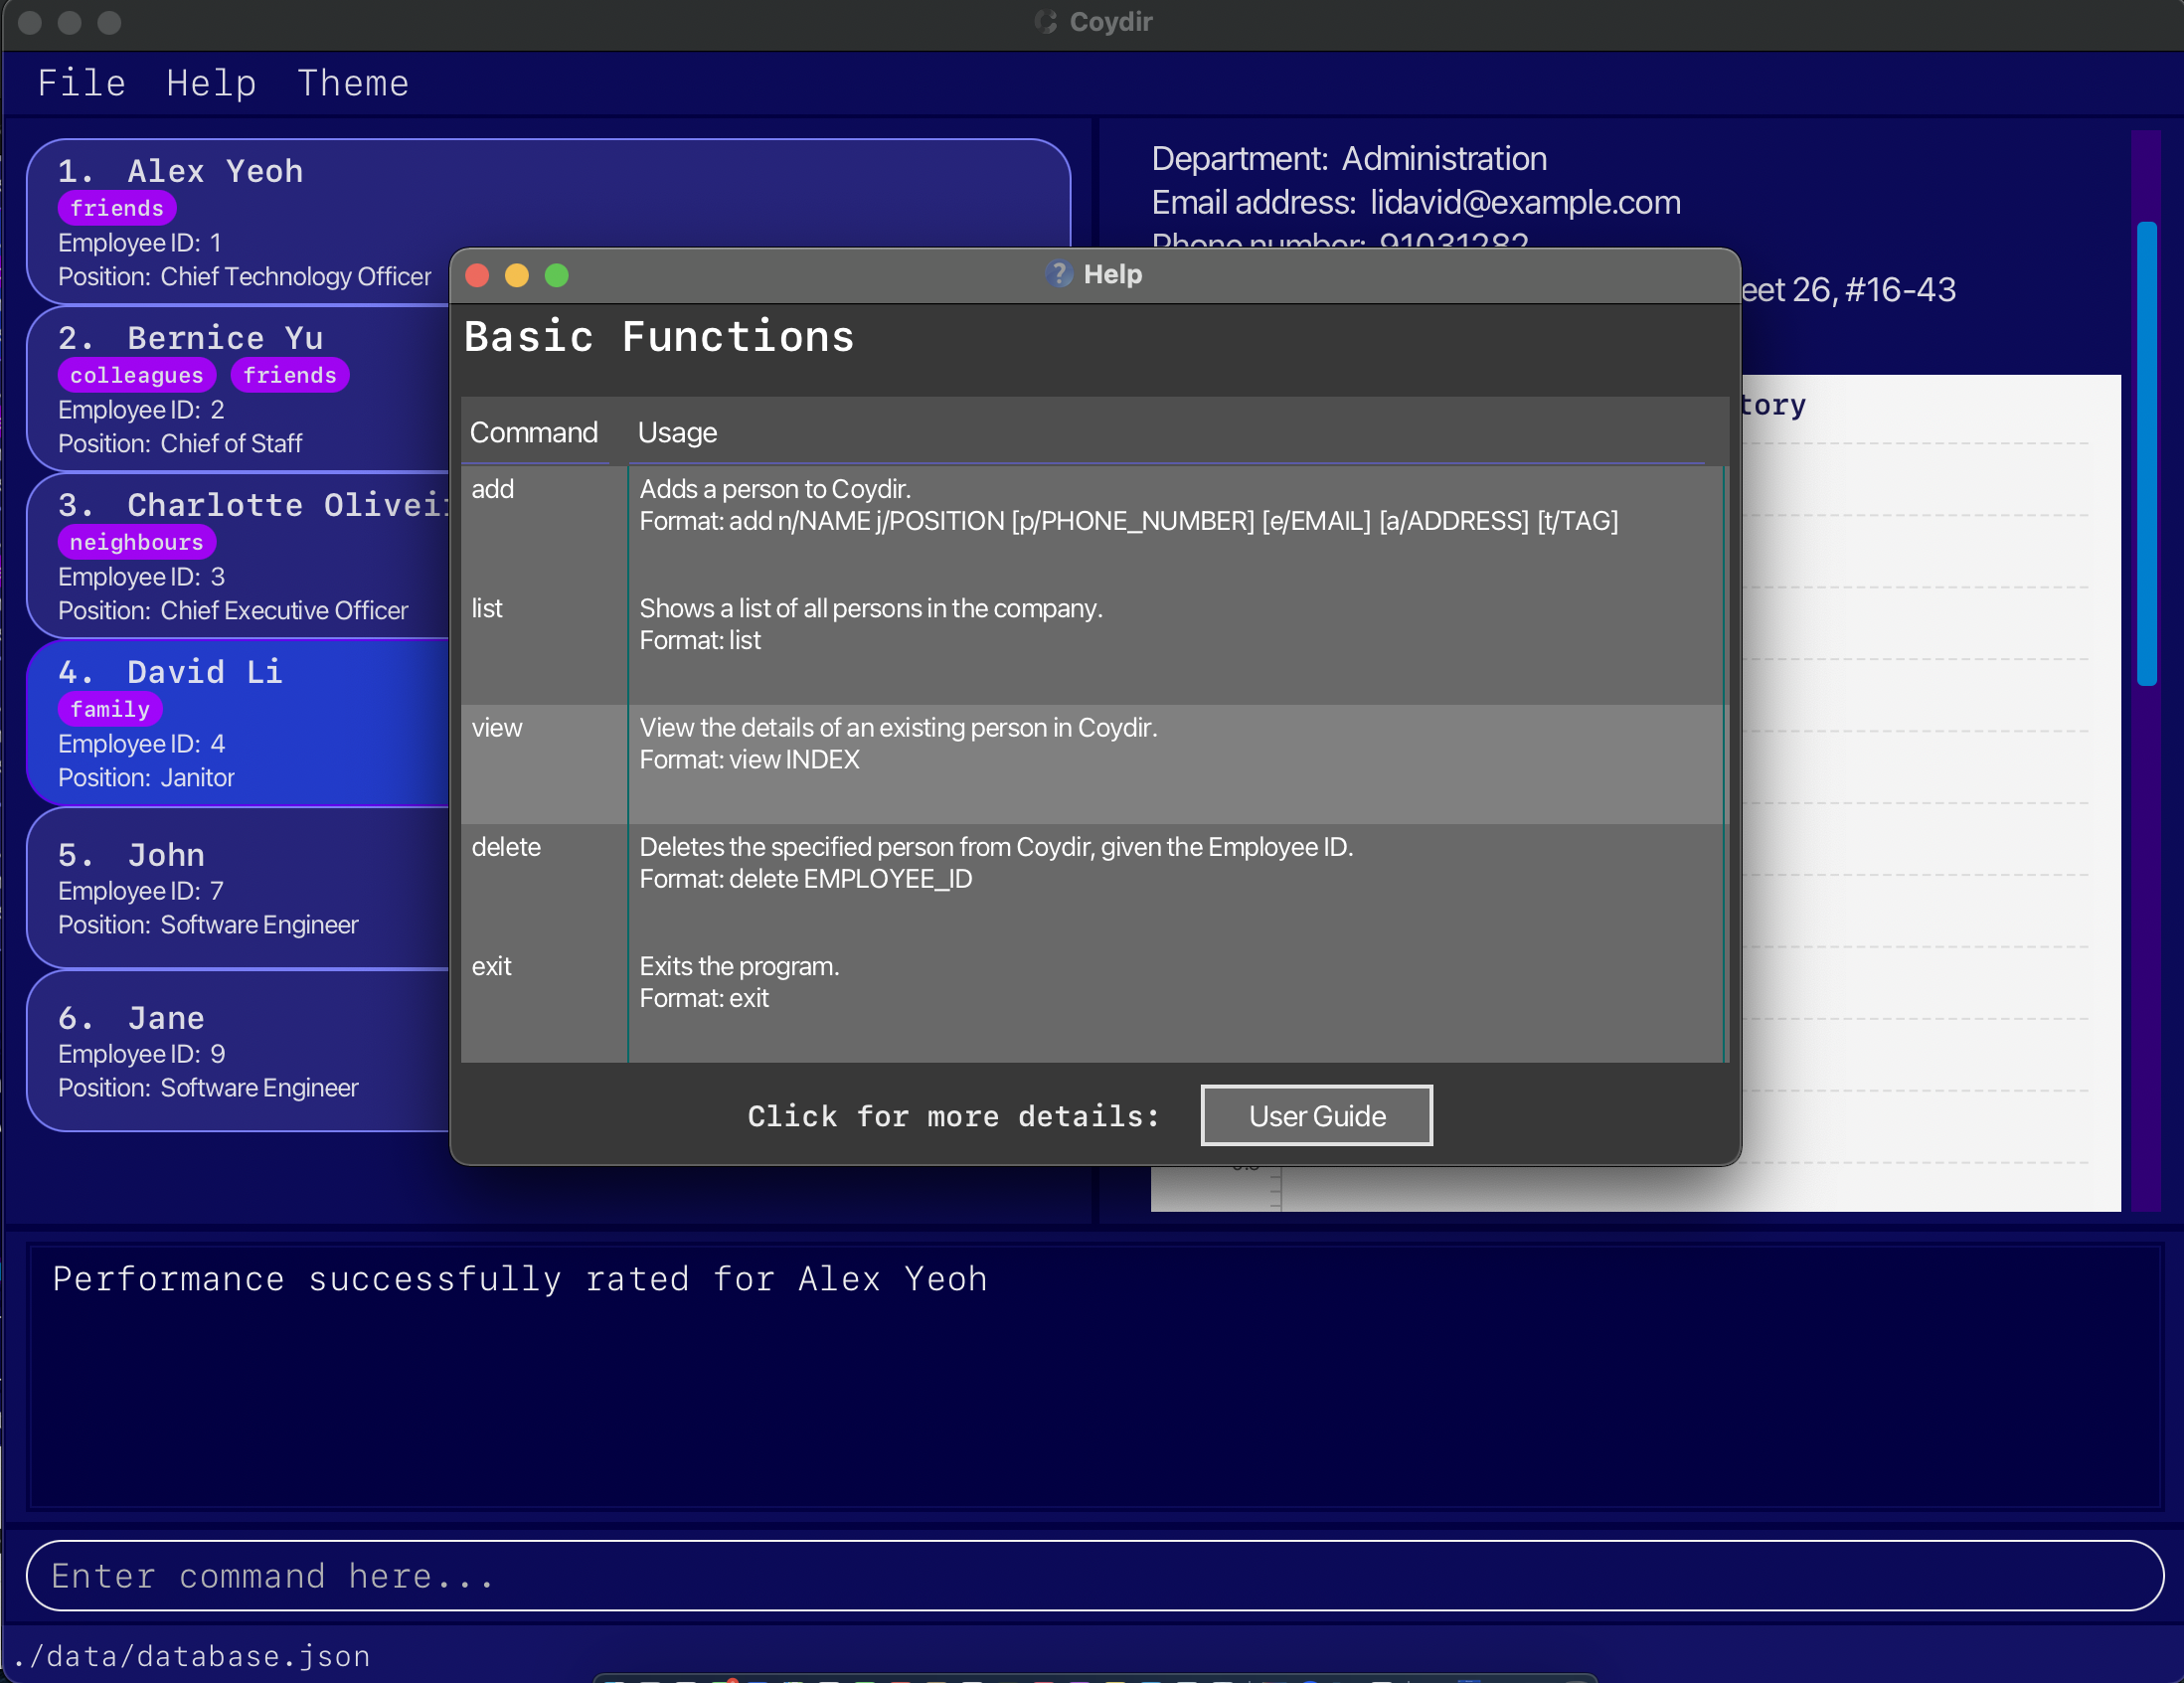 Coydir
File Help Theme
1. Alex Yeoh
friends
Employee ID: 1
Position: Chief Technology Officer
2. Bernice Yu
colleagues friends
Employee ID: 2
Position: Chief of Staff
3. Charlotte
neighbours
Employee ID: 3
Position: Chief Executive Officer
4. David Li
family
Employee ID: 4
Position: Janitor
5. John
Employee ID: 7
Position: Software Engineer
6. Jane
Employee ID: 9
Position: Software Engineer
Department: Administration
Email address: lidavid@example.com
Phone number: 91031282
26, #16-43
Help
Basic Functions
Command Usage
add Adds a person to Coydir.
Format: add n/NAME j/POSITION [p/PHONE_NUMBER] [e/EMAIL] [a/ADDRESS] [t/TAG]
list Shows a list of all persons in the company.
Format: list
view View the details of an existing person in Coydir.
Format: view INDEX
delete Deletes the specified person from Coydir, given the Employee ID.
Format: delete EMPLOYEE_ID
exit Exits the program.
Format: exit
Click for more details: User Guide
Performance successfully rated for Alex Yeoh
Enter command here...
./data/database.json